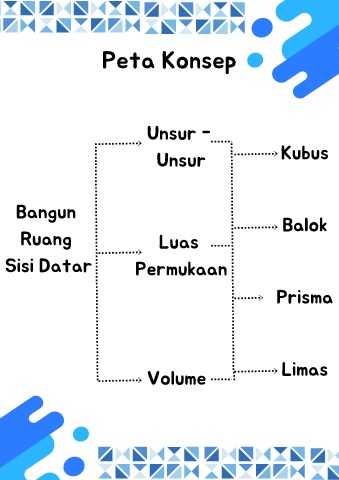 Peta Konsep
Bangun
Ruang
Sisi Datar
Unsur -
Unsur
Luas
Permukaan
Volume
Kubus
Balok
Prisma
Limas